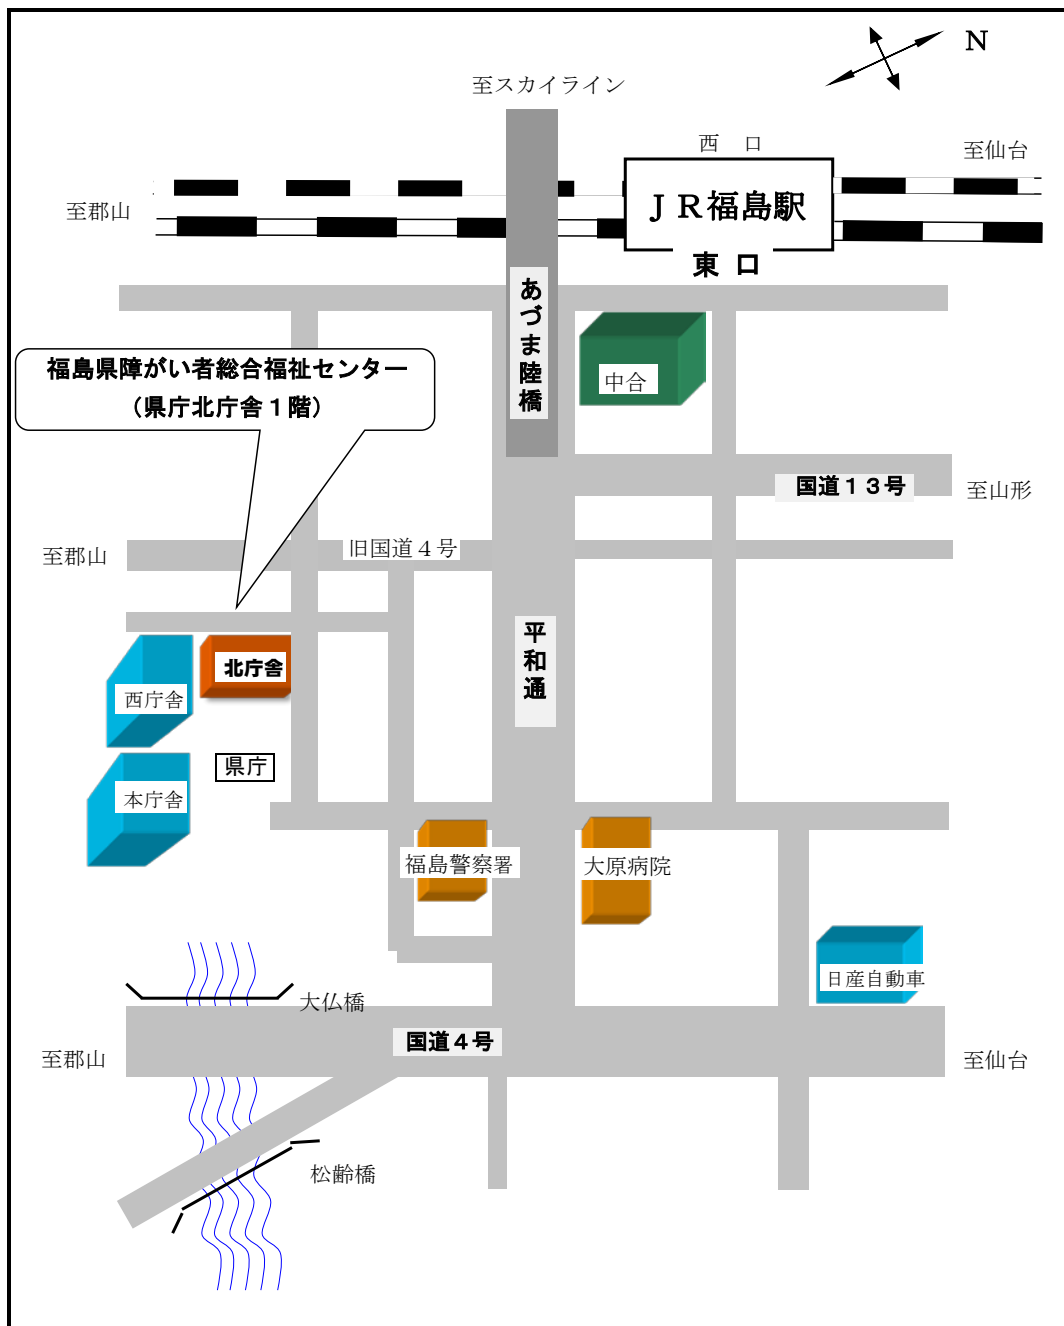 N
至スカイライン
西　口
至仙台
ＪＲ福島駅
至郡山
東 口
あづま陸橋
福島県障がい者総合福祉センター
（県庁北庁舎１階）
中合
国道１３号
至山形
旧国道４号
至郡山
平和通
北庁舎
西庁舎
県庁
本庁舎
福島警察署
大原病院
日産自動車
大仏橋
国道４号
至郡山
至仙台
松齢橋